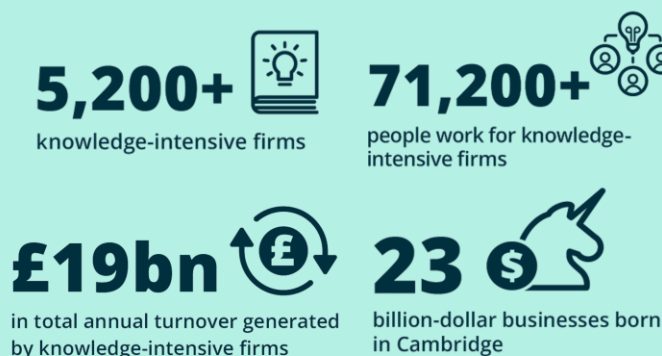 5,200+
knowledge-intensive firms
71,200+
people work for knowledge-
intensive firms
£19bn
£
in total annual turnover generated
by knowledge-intensive firms
23
$
billion-dollar businesses born
in Cambridge